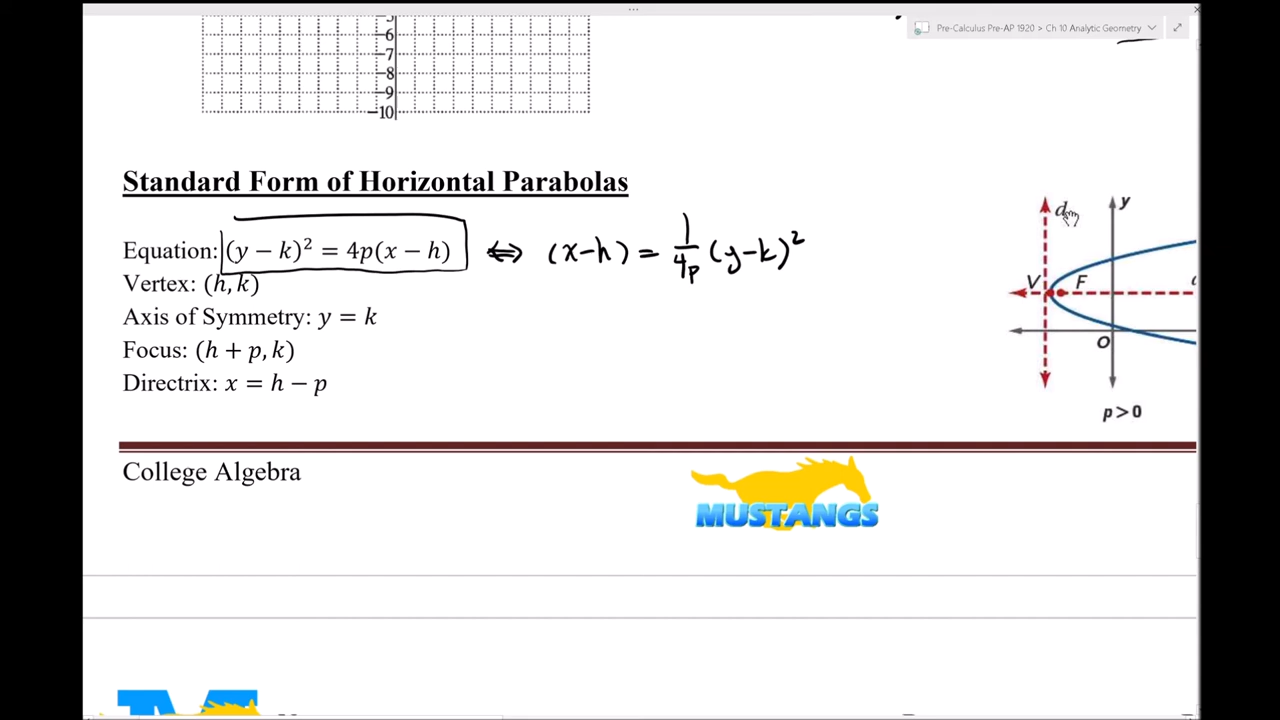 Pre-Calculus Pre-AP 1920 > Ch 10 Analytic Geometry
−6
−7
−8
−9
−10
Standard Form of Horizontal Parabolas
Equation: (y − k)² = 4p(x − h) ⇔ (x−h) = 1/4p (y−k)²
Vertex: (h, k)
Axis of Symmetry: y = k
Focus: (h + p, k)
Directrix: x = h − p
d
y
V
F
O
p > 0
College Algebra
MUSTANGS